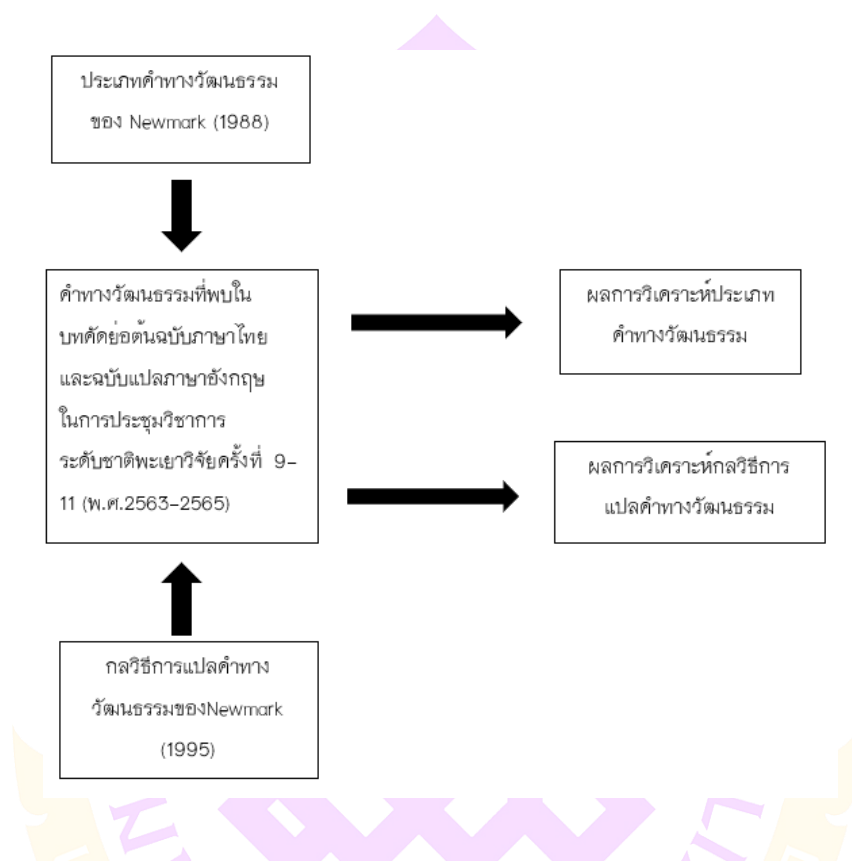 ประเภทคำทางวัฒนธรรม
ของ Newmark (1988)
คำทางวัฒนธรรมที่พบใน
บทคัดย่อต้นฉบับภาษาไทย
และฉบับแปลภาษาอังกฤษ
ในการประชุมวิชาการ
ระดับชาติพะเยาวิจัยครั้งที่ 9-
11 (พ.ศ.2563-2565)
ผลการวิเคราะห์ประเภท
คำทางวัฒนธรรม
ผลการวิเคราะห์กลวิธีการ
แปลคำทางวัฒนธรรม
กลวิธีการแปลคำทาง
วัฒนธรรมของNewmark
(1995)